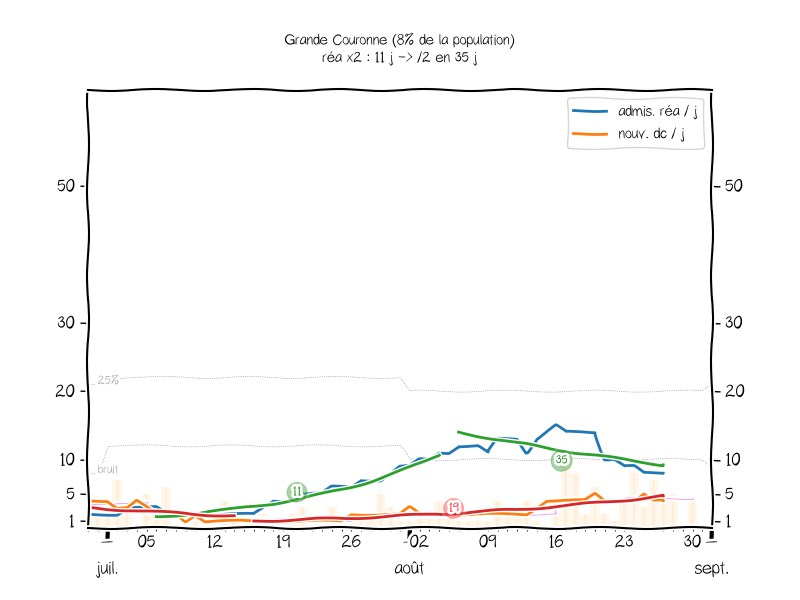 Grande Couronne (8% de la population)
réa x2 : 11 j -> /2 en 35 j
admis. réa / j
nouv. dc / j
50
50
30
30
25%
20
20
bruit
10
10
35
11
19
5
5
1
1
05 12 19 26 02 09 16 23 30
juil. août sept.